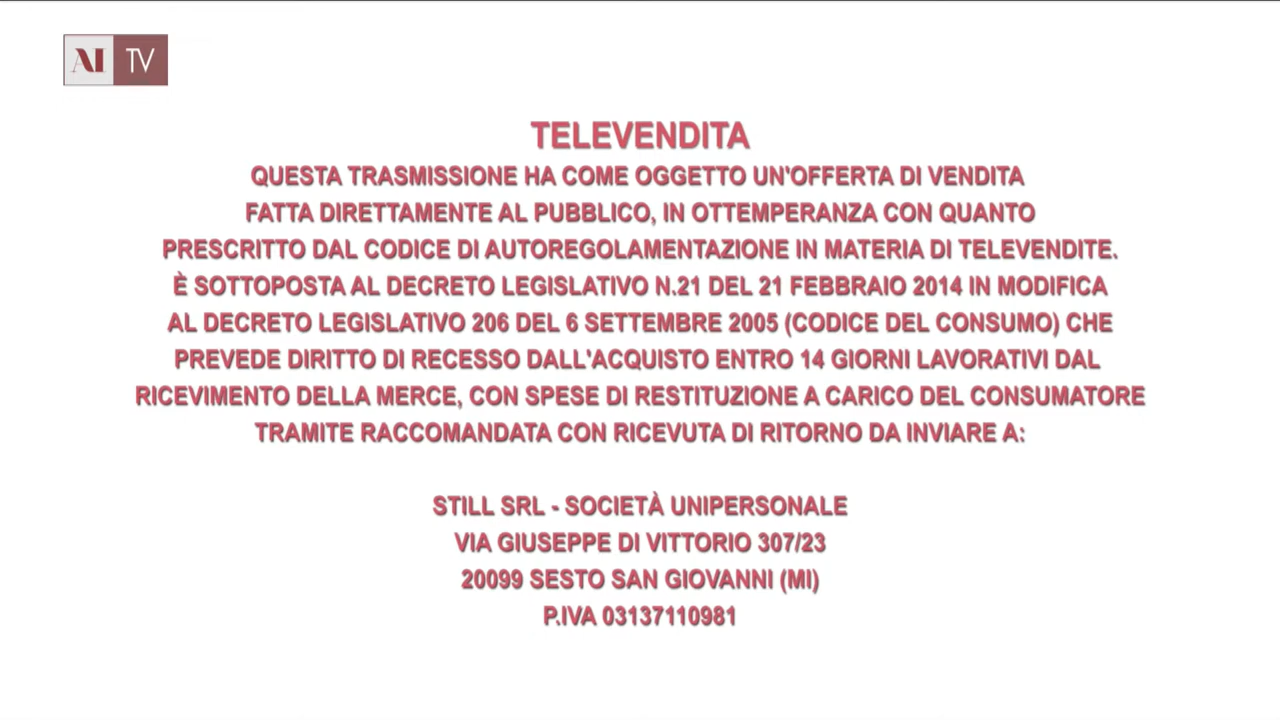 AI TV
TELEVENDITA
QUESTA TRASMISSIONE HA COME OGGETTO UN'OFFERTA DI VENDITA
FATTA DIRETTAMENTE AL PUBBLICO, IN OTTEMPERANZA CON QUANTO
PRESCRITTO DAL CODICE DI AUTOREGOLAMENTAZIONE IN MATERIA DI TELEVENDITE.
È SOTTOPOSTA AL DECRETO LEGISLATIVO N.21 DEL 21 FEBBRAIO 2014 IN MODIFICA
AL DECRETO LEGISLATIVO 206 DEL 6 SETTEMBRE 2005 (CODICE DEL CONSUMO) CHE
PREVEDE DIRITTO DI RECESSO DALL'ACQUISTO ENTRO 14 GIORNI LAVORATIVI DAL
RICEVIMENTO DELLA MERCE, CON SPESE DI RESTITUZIONE A CARICO DEL CONSUMATORE
TRAMITE RACCOMANDATA CON RICEVUTA DI RITORNO DA INVIARE A:
STILL SRL - SOCIETÀ UNIPERSONALE
VIA GIUSEPPE DI VITTORIO 307/23
20099 SESTO SAN GIOVANNI (MI)
P.IVA 03137110981